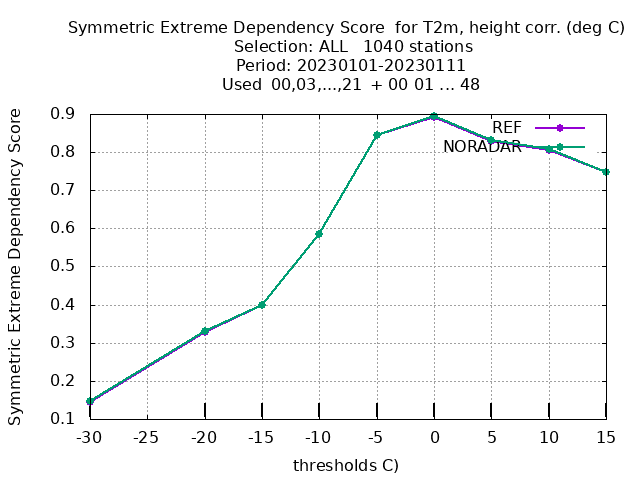 Symmetric Extreme Dependency Score  for T2m, height corr. (deg C)
Selection: ALL   1040 stations
Period: 20230101-20230111
Used  00,03,...,21  + 00 01 ... 48
Symmetric Extreme Dependency Score
0.9
0.8
0.7
0.6
0.5
0.4
0.3
0.2
0.1
REF
NORADAR
-30 -25 -20 -15 -10 -5 0 5 10 15
thresholds C)